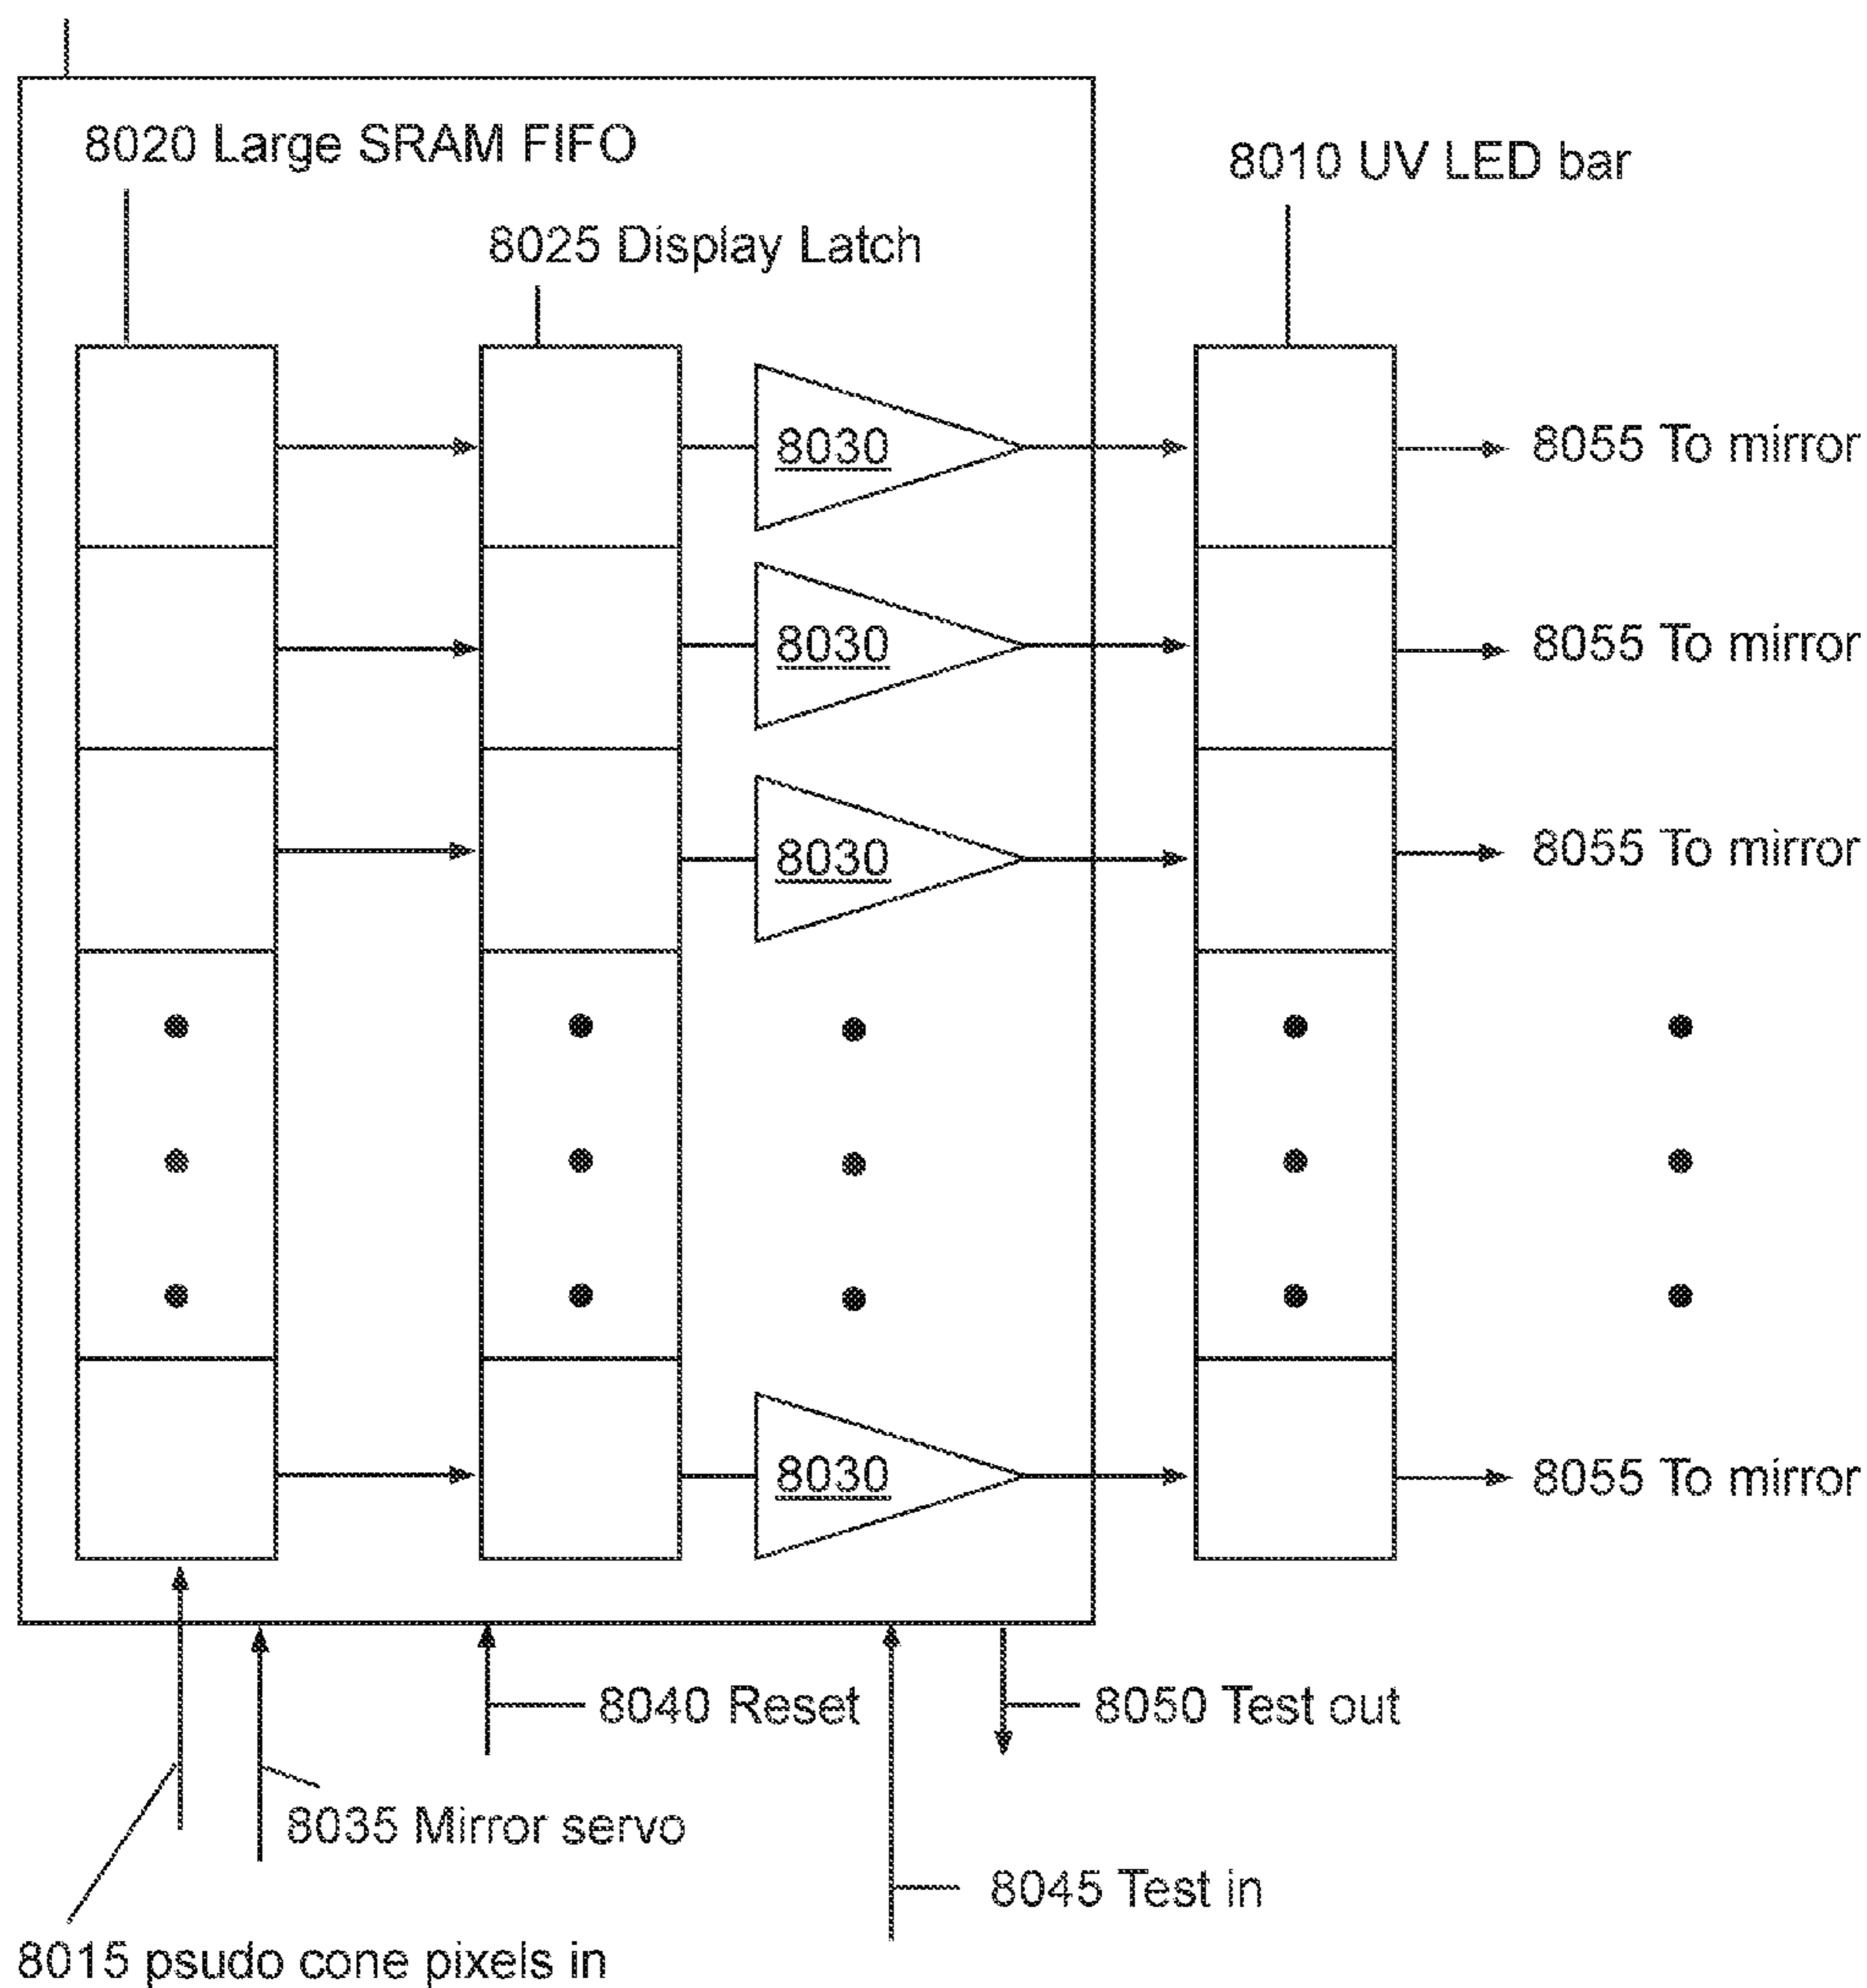 8020 Large SRAM FIFO
8010 UV LED bar
8025 Display Latch
8030
8055 To mirror
8030
8055 To mirror
8030
8055 To mirror
8030
8055 To mirror
8040 Reset
8050 Test out
8035 Mirror servo
8045 Test in
8015 psudo cone pixels in